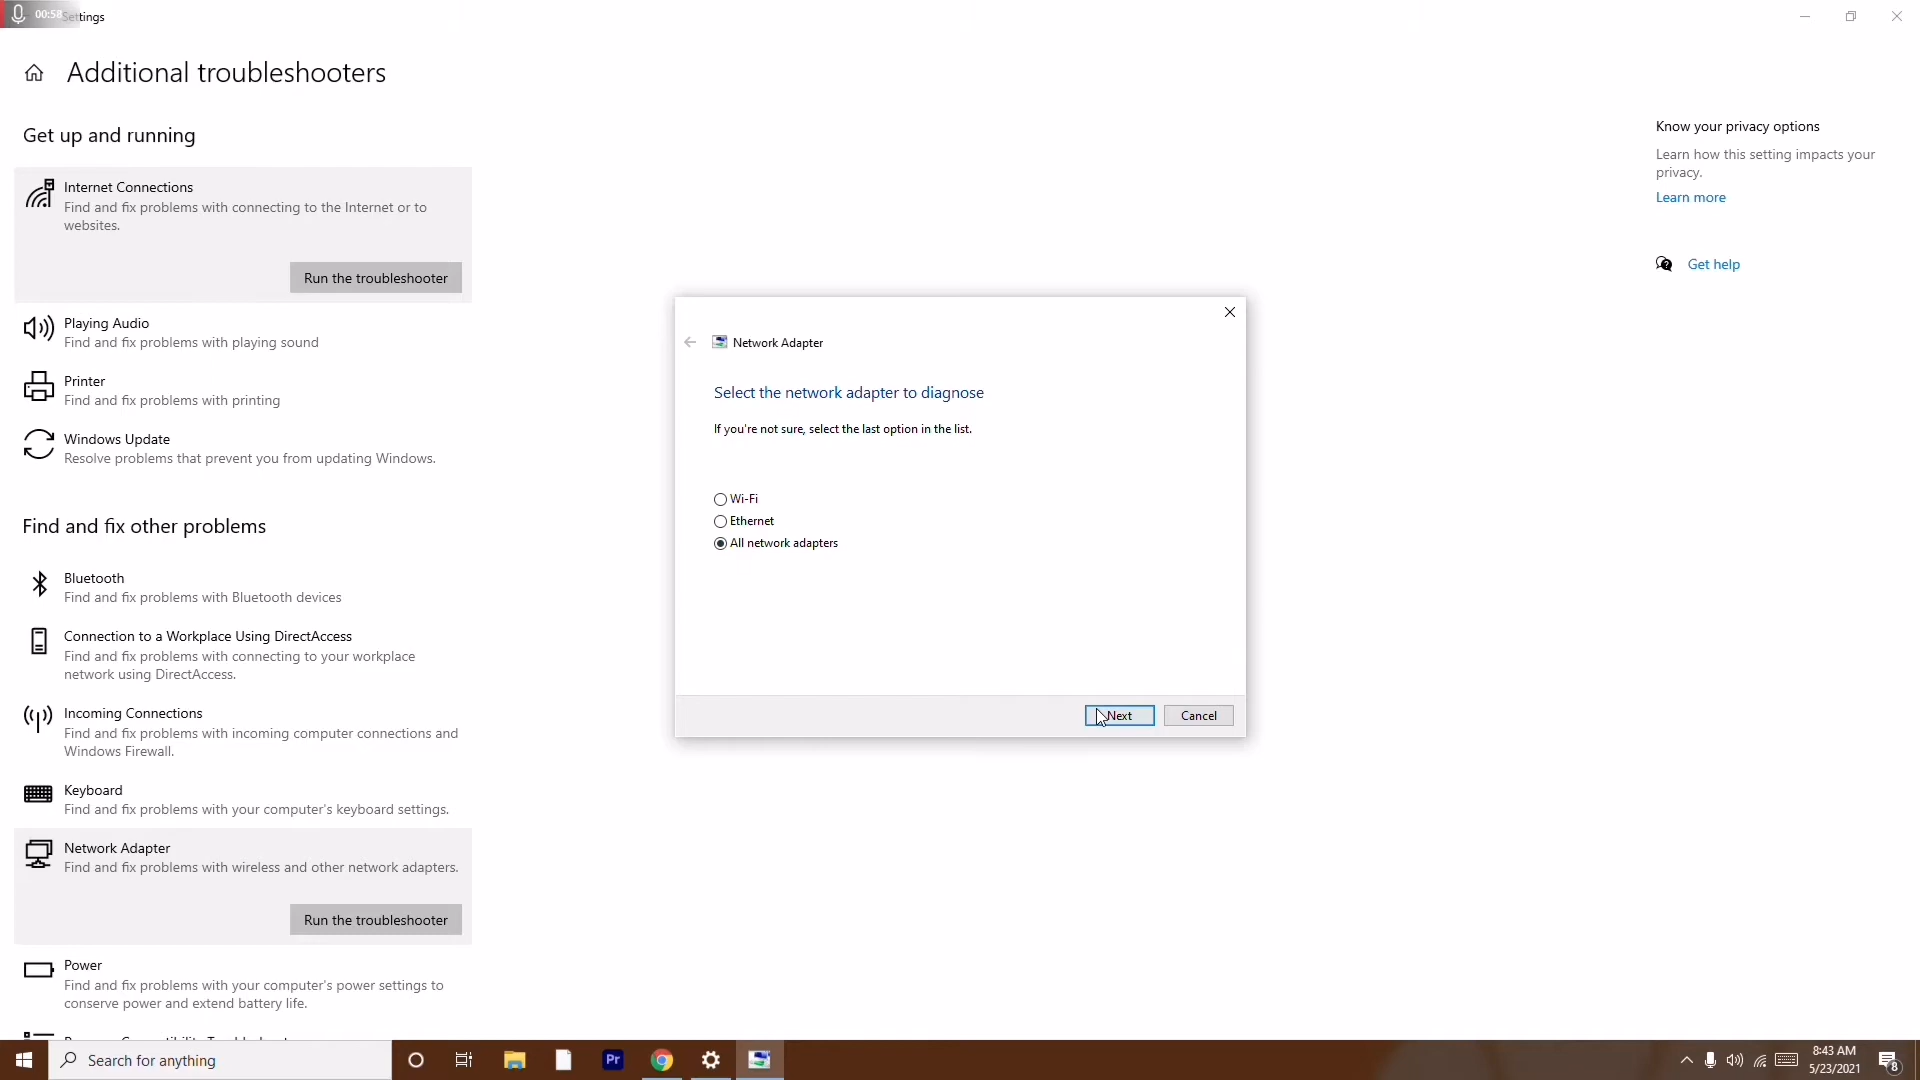 00:58
Settings
Additional troubleshooters
Get up and running
Internet Connections
Find and fix problems with connecting to the Internet or to
websites.
Run the troubleshooter
Playing Audio
Find and fix problems with playing sound
Printer
Find and fix problems with printing
Windows Update
Resolve problems that prevent you from updating Windows.
Find and fix other problems
Bluetooth
Find and fix problems with Bluetooth devices
Connection to a Workplace Using DirectAccess
Find and fix problems with connecting to your workplace
network using DirectAccess.
Incoming Connections
Find and fix problems with incoming computer connections and
Windows Firewall.
Keyboard
Find and fix problems with your computer's keyboard settings.
Network Adapter
Find and fix problems with wireless and other network adapters.
Run the troubleshooter
Power
Find and fix problems with your computer's power settings to
conserve power and extend battery life.
Network Adapter
Select the network adapter to diagnose
If you're not sure, select the last option in the list.
Wi-Fi
Ethernet
All network adapters
Next
Cancel
Know your privacy options
Learn how this setting impacts your
privacy.
Learn more
Get help
Search for anything
Pr
8:43 AM
5/23/2021
8